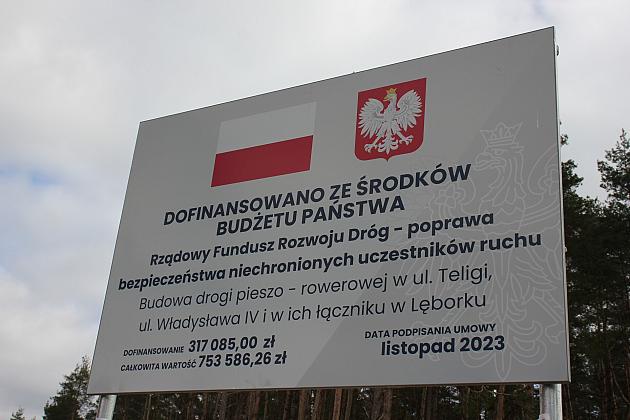 DOFINANSOWANO ZE ŚRODKÓW
BUDŻETU PAŃSTWA
Rządowy Fundusz Rozwoju Dróg - poprawa
bezpieczeństwa niechronionych uczestników ruchu
Budowa drogi pieszo - rowerowej w ul. Teligi,
ul. Władysława IV i w ich łączniku w Lęborku
DOFINANSOWANIE 317 085,00 zł
CAŁKOWITA WARTOŚĆ 753 586,26 zł
DATA PODPISANIA UMOWY
listopad 2023